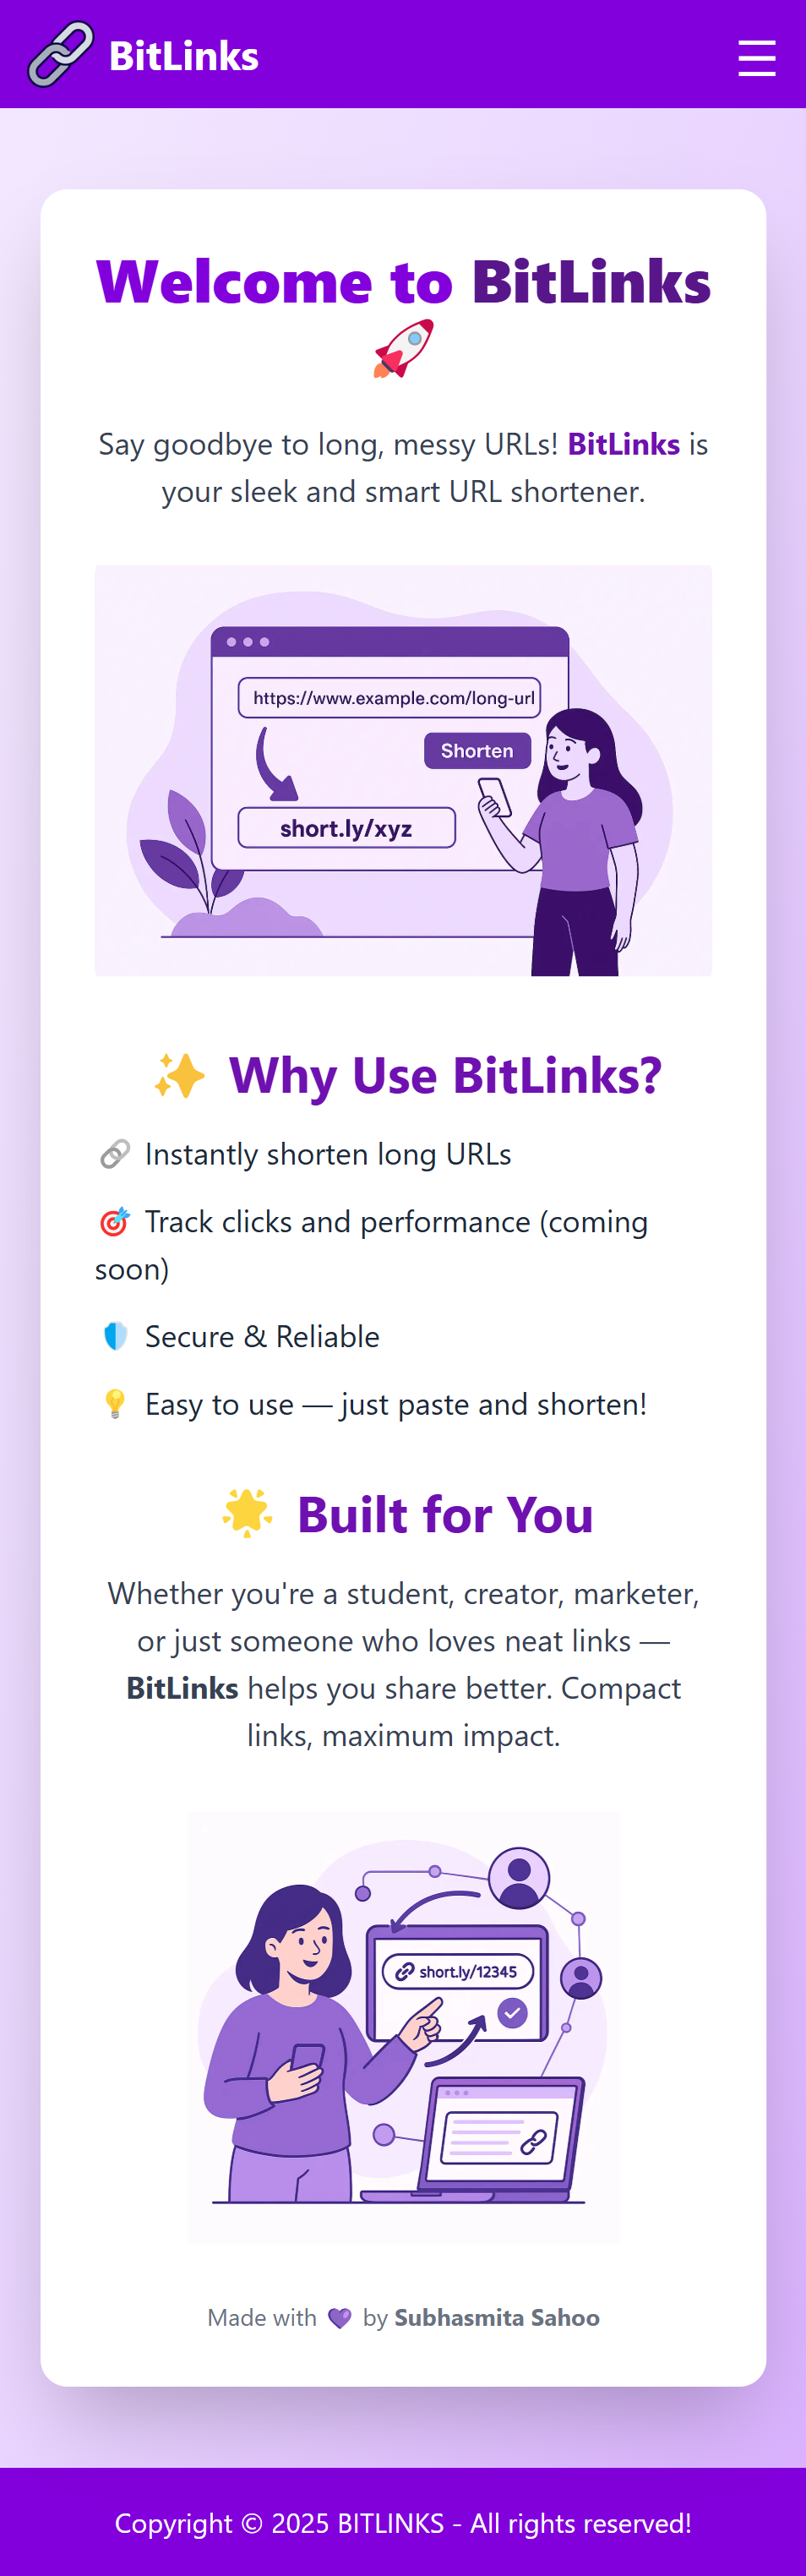 BitLinks
Welcome to BitLinks
🚀
Say goodbye to long, messy URLs! BitLinks is
your sleek and smart URL shortener.
https://www.example.com/long-url
Shorten
short.ly/xyz
✨ Why Use BitLinks?
🔗 Instantly shorten long URLs
🎯 Track clicks and performance (coming
soon)
🛡️ Secure & Reliable
💡 Easy to use — just paste and shorten!
🌟 Built for You
Whether you're a student, creator, marketer,
or just someone who loves neat links —
BitLinks helps you share better. Compact
links, maximum impact.
short.ly/12345
Made with 💜 by Subhasmita Sahoo
Copyright © 2025 BITLINKS - All rights reserved!